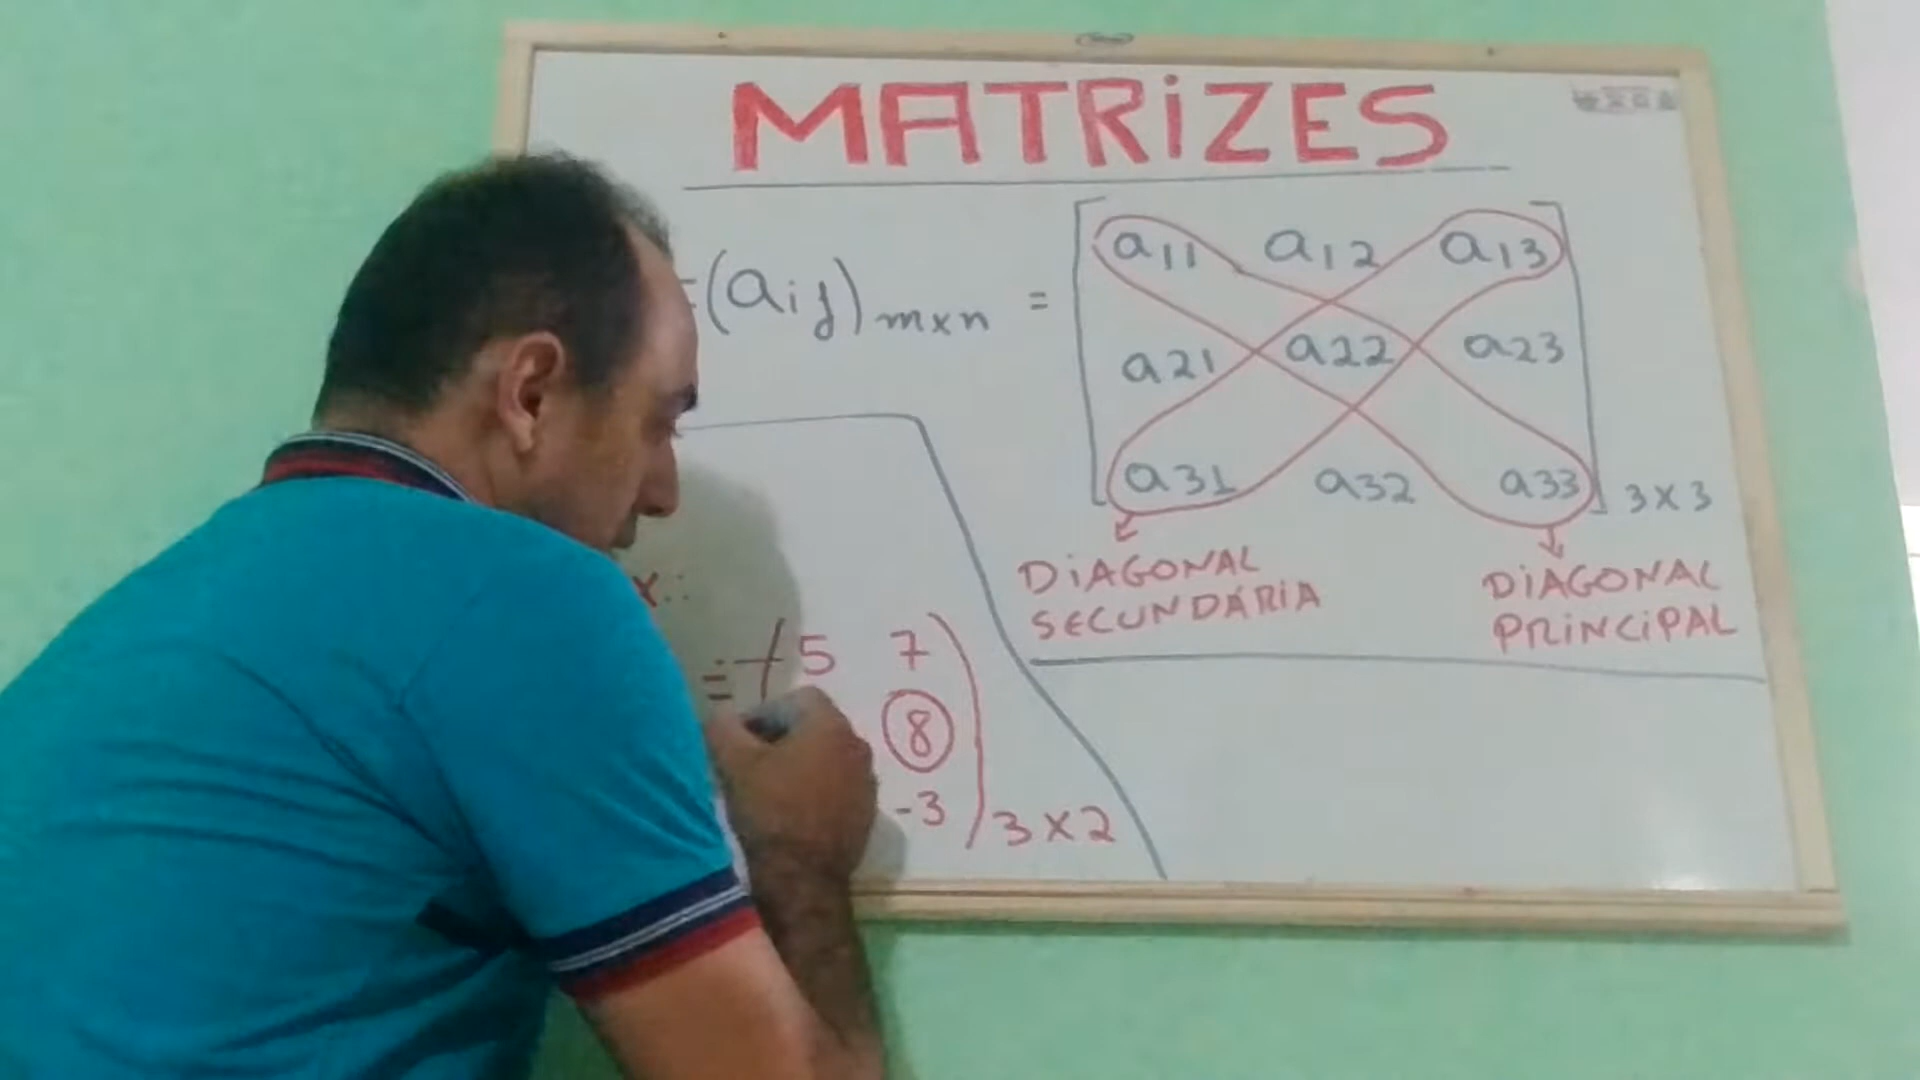 MATRIZES
=(aij)mxn = [a11 a12 a13
a21 a22 a23
a31 a32 a33] 3x3
DIAGONAL SECUNDÁRIA
DIAGONAL PRINCIPAL
x.:
= (5 7
8
-3) 3x2